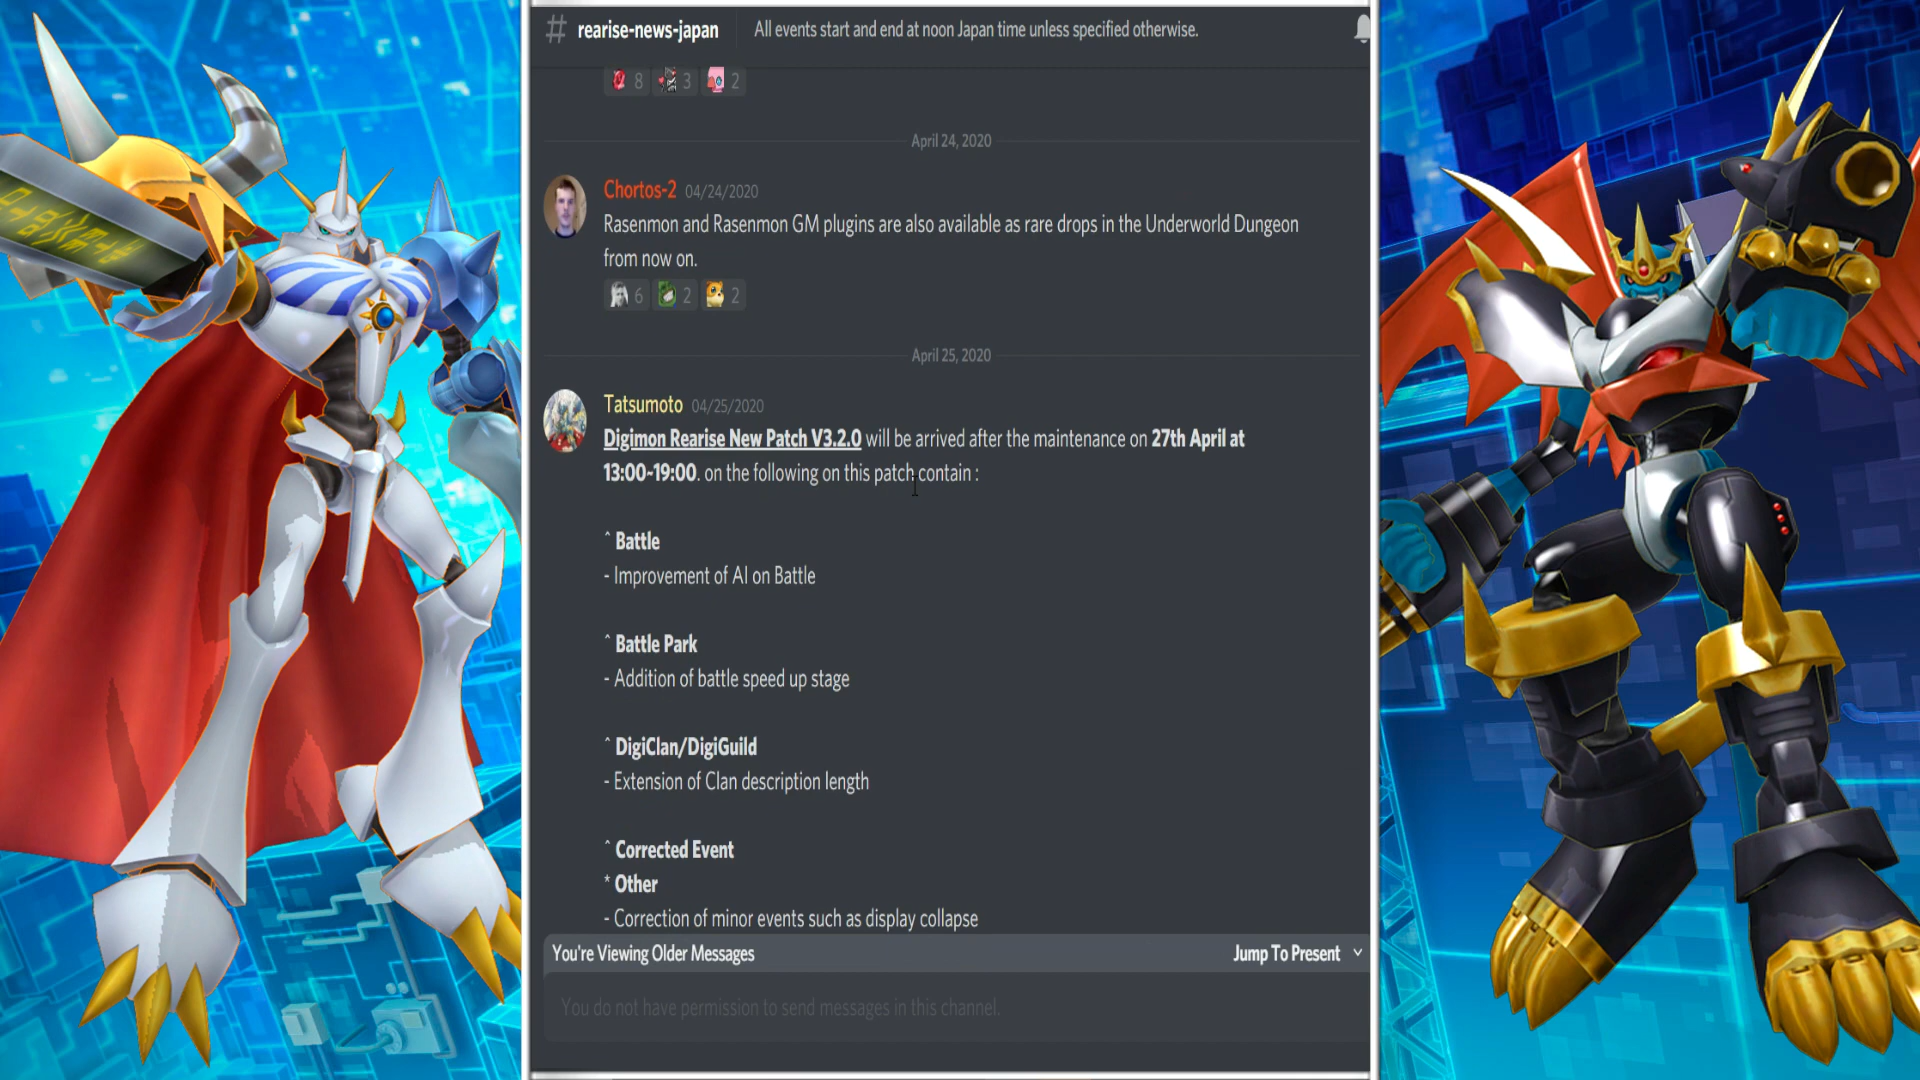 # rearise-news-japan All events start and end at noon Japan time unless specified otherwise.
8 3 2
April 24, 2020
Chortos-2 04/24/2020
Rasenmon and Rasenmon GM plugins are also available as rare drops in the Underworld Dungeon
from now on.
6 2 2
April 25, 2020
Tatsumoto 04/25/2020
Digimon Rearise New Patch V3.2.0 will be arrived after the maintenance on 27th April at
13:00~19:00. on the following on this patch contain :
^ Battle
- Improvement of AI on Battle
^ Battle Park
- Addition of battle speed up stage
^ DigiClan/DigiGuild
- Extension of Clan description length
^ Corrected Event
* Other
- Correction of minor events such as display collapse
You're Viewing Older Messages Jump To Present
You do not have permission to send messages in this channel.